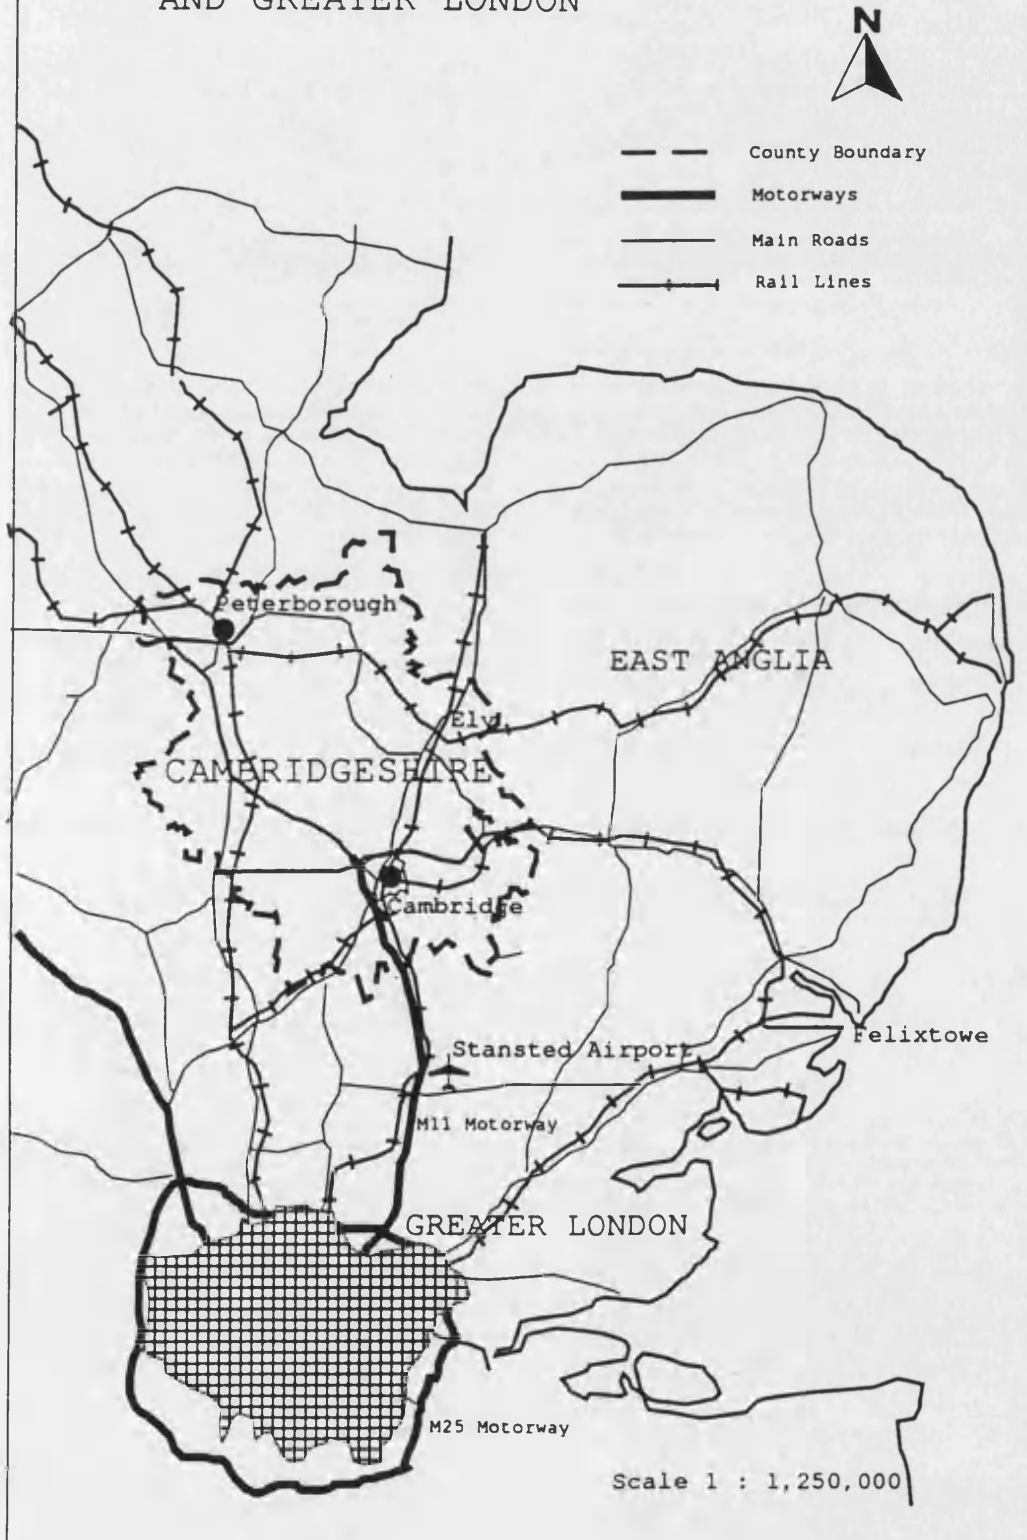 AND GREATER LONDON
N
County Boundary
Motorways
Main Roads
Rail Lines
Peterborough
EAST ANGLIA
Ely
CAMBRIDGESHIRE
Cambridge
Felixtowe
Stansted Airport
M11 Motorway
GREATER LONDON
M25 Motorway
Scale 1 : 1,250,000